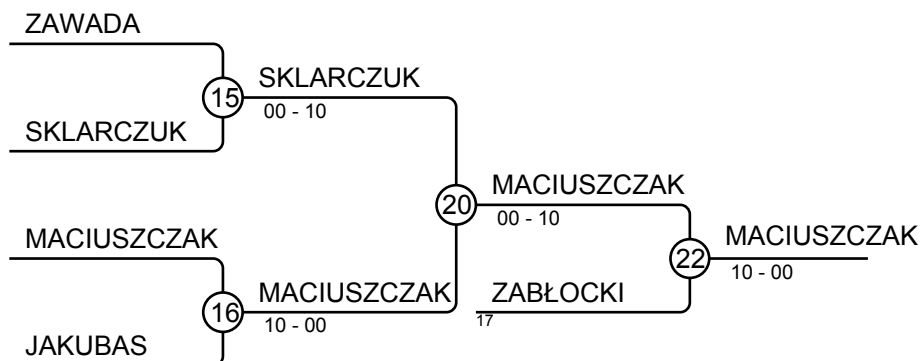 ZAWADA
SKLARCZUK
15
00 - 10
SKLARCZUK
MACIUSZCZAK
20
00 - 10
MACIUSZCZAK
MACIUSZCZAK
22
10 - 00
MACIUSZCZAK
16
10 - 00
ZABŁOCKI
17
JAKUBAS